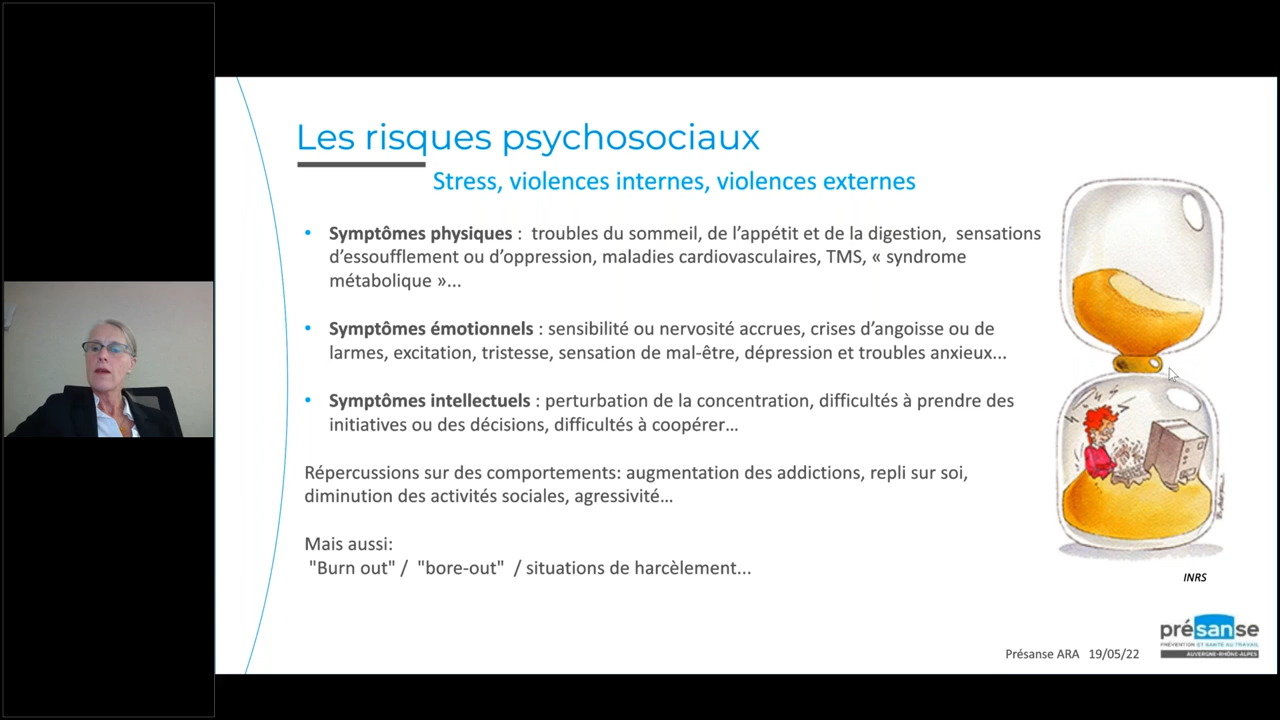 Les risques psychosociaux
Stress, violences internes, violences externes
• Symptômes physiques : troubles du sommeil, de l’appétit et de la digestion, sensations
d’essoufflement ou d’oppression, maladies cardiovasculaires, TMS, « syndrome
métabolique »...
• Symptômes émotionnels : sensibilité ou nervosité accrues, crises d’angoisse ou de
larmes, excitation, tristesse, sensation de mal-être, dépression et troubles anxieux...
• Symptômes intellectuels : perturbation de la concentration, difficultés à prendre des
initiatives ou des décisions, difficultés à coopérer…
Répercussions sur des comportements: augmentation des addictions, repli sur soi,
diminution des activités sociales, agressivité…
Mais aussi:
"Burn out" / "bore-out" / situations de harcèlement...
INRS
Présanse ARA 19/05/22
présanse
PRÉVENTION ET SANTÉ AU TRAVAIL
AUVERGNE-RHÔNE-ALPES